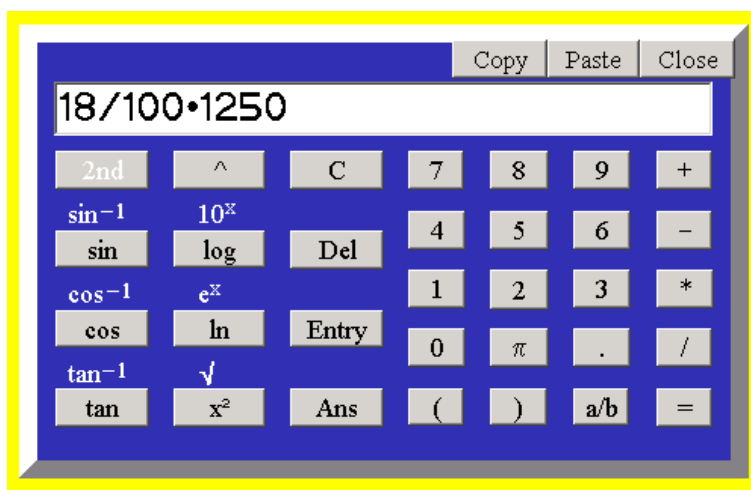 Copy Paste Close
18/100•1250
2nd ^ C 7 8 9 +
sin⁻¹ 10ˣ
sin log Del 4 5 6 −
cos⁻¹ eˣ
1 2 3 *
cos ln Entry
0 π . /
tan⁻¹ √
tan x² Ans ( ) a/b =